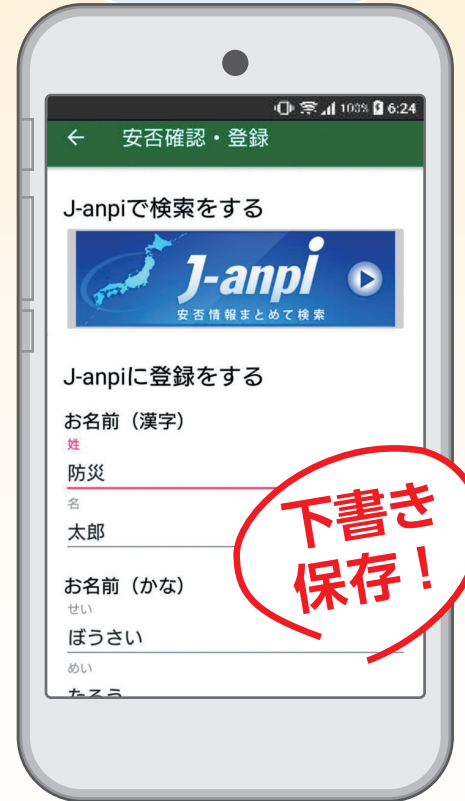 100% 6:24
安否確認・登録
J-anpiで検索をする
J-anpi
安否情報まとめて検索
J-anpiに登録をする
お名前（漢字）
姓
防災
名
太郎
下書き
保存！
お名前（かな）
せい
ぼうさい
めい
たろう